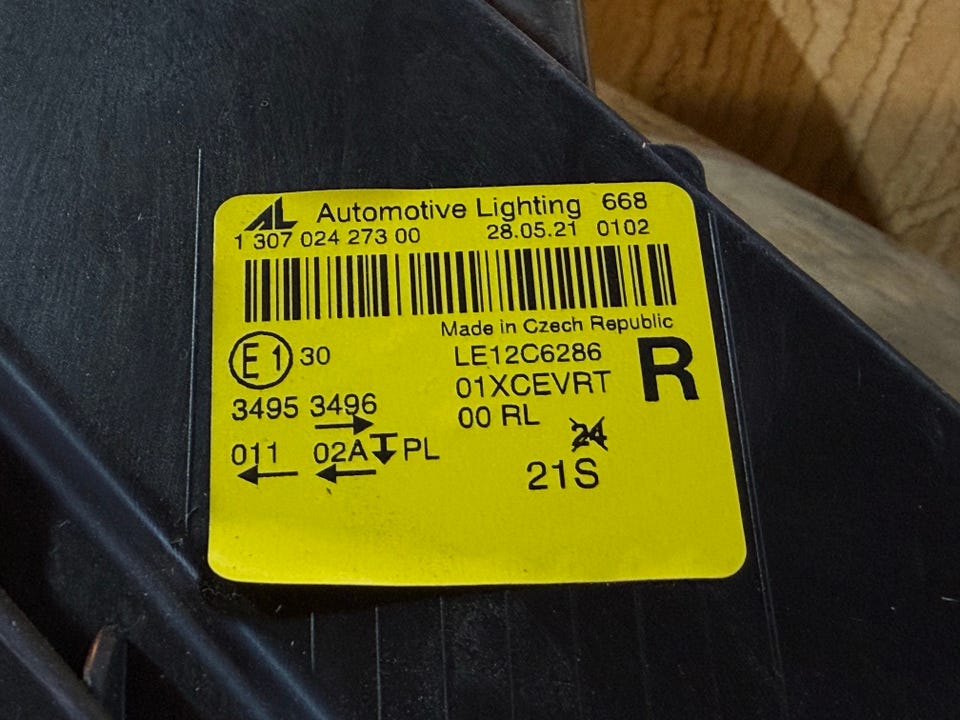 AL Automotive Lighting 668
1 307 024 273 00 28.05.21 0102
Made in Czech Republic
E1 30 LE12C6286 R
3495 3496 01XCEVRT
00 RL
011 02A PL 24
21S